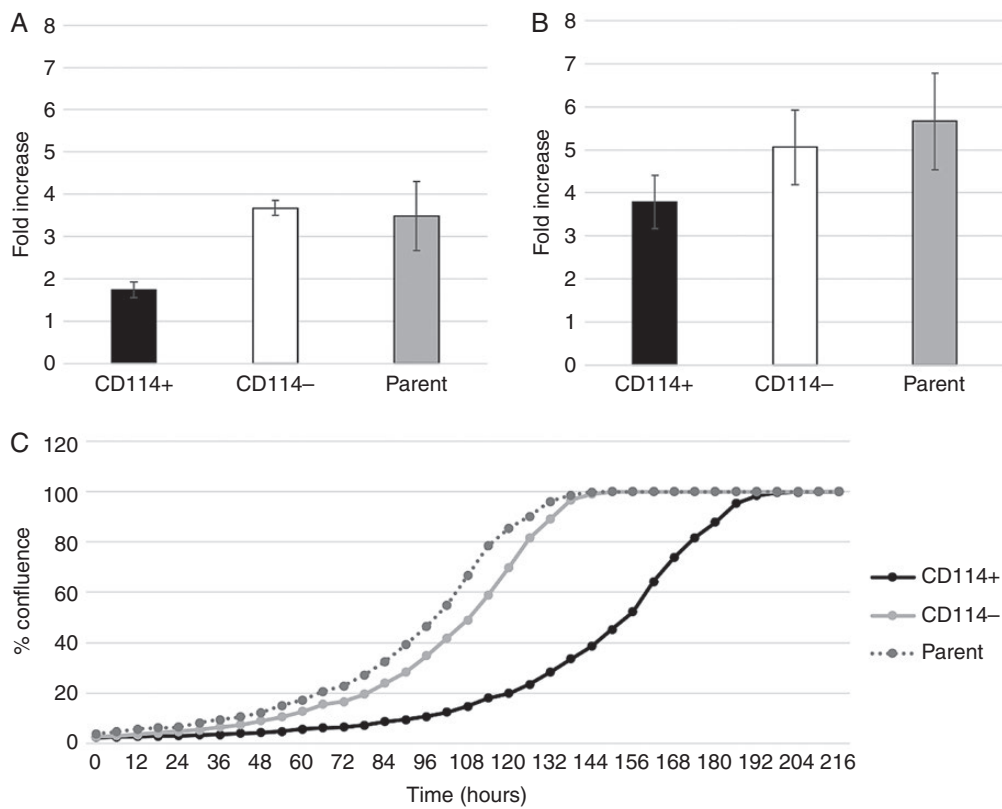 A
8
7
6
5
4
3
2
1
0
Fold increase
CD114+ CD114– Parent
B
8
7
6
5
4
3
2
1
0
Fold increase
CD114+ CD114– Parent
C
120
100
80
60
40
20
0
% confluence
0 12 24 36 48 60 72 84 96 108 120 132 144 156 168 180 192 204 216
Time (hours)
CD114+
CD114–
Parent